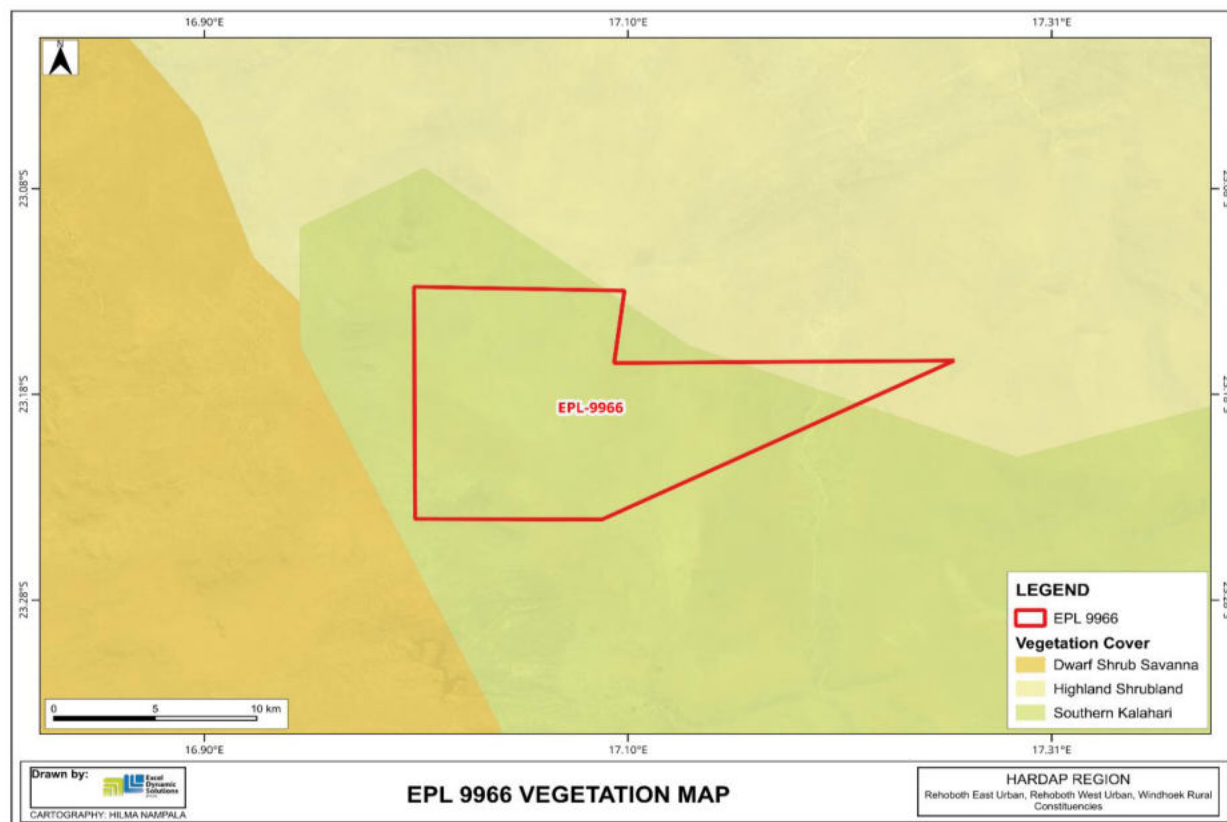 16.90°E
17.10°E
17.31°E
N
23.08°S
23.18°S
23.28°S
EPL-9966
LEGEND
EPL 9966
Vegetation Cover
Dwarf Shrub Savanna
Highland Shrubland
Southern Kalahari
0 5 10 km
16.90°E
17.10°E
17.31°E
Drawn by:
Excel
Dynamic
Solutions
CARTOGRAPHY: HILMA NAMPALA
EPL 9966 VEGETATION MAP
HARDAP REGION
Rehoboth East Urban, Rehoboth West Urban, Windhoek Rural
Constituencies